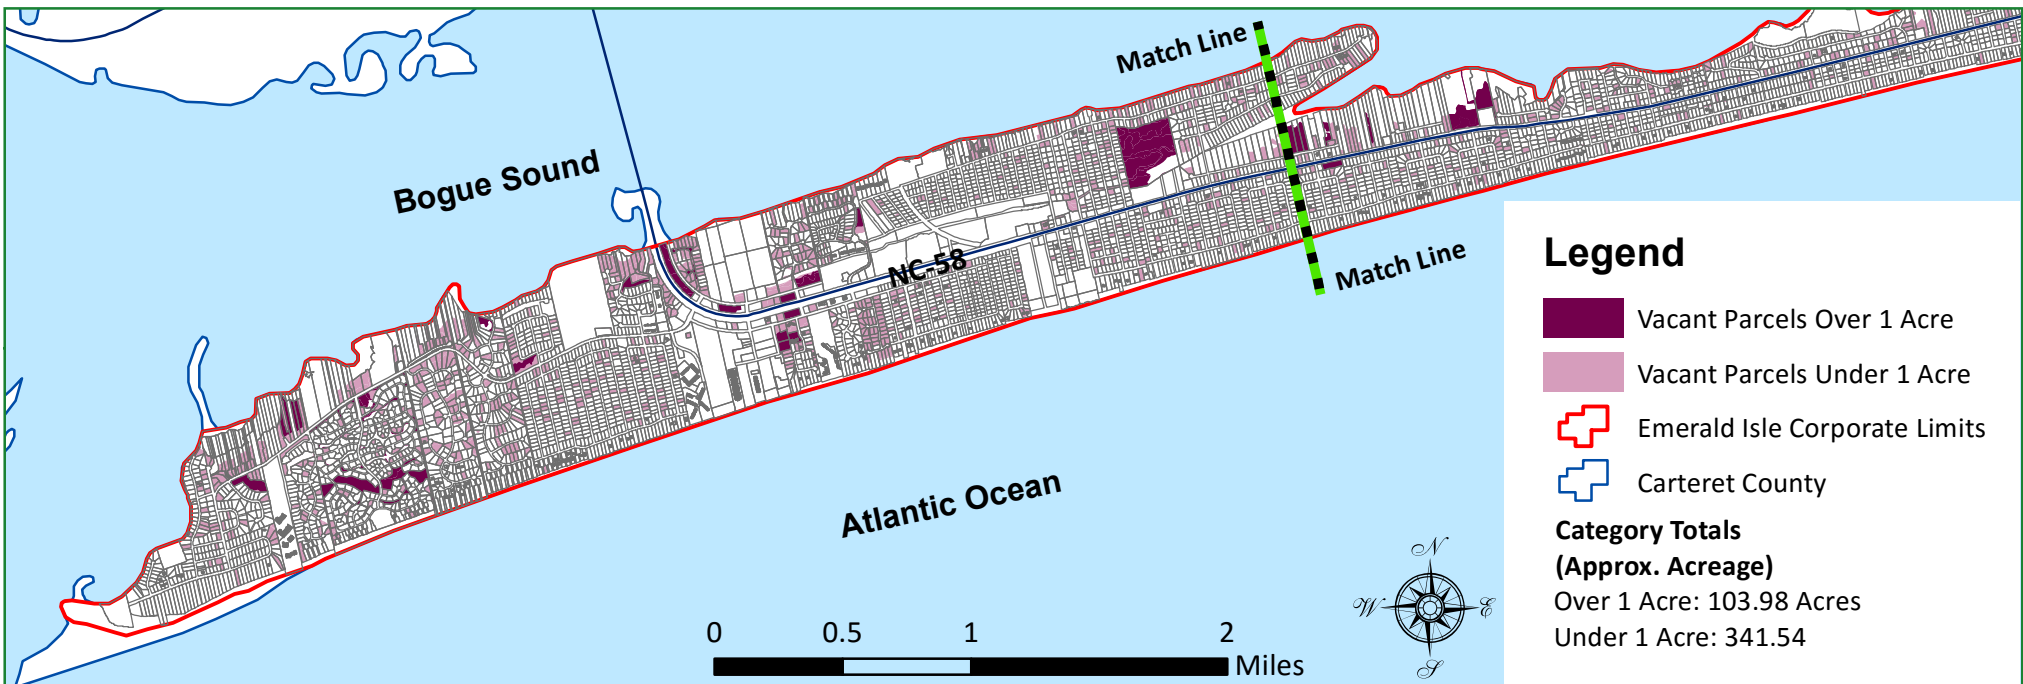 Match Line
Bogue Sound
NC-58
Match Line
Atlantic Ocean
0 0.5 1 2
Miles
N
W E
S
Legend
Vacant Parcels Over 1 Acre
Vacant Parcels Under 1 Acre
Emerald Isle Corporate Limits
Carteret County
Category Totals
(Approx. Acreage)
Over 1 Acre: 103.98 Acres
Under 1 Acre: 341.54